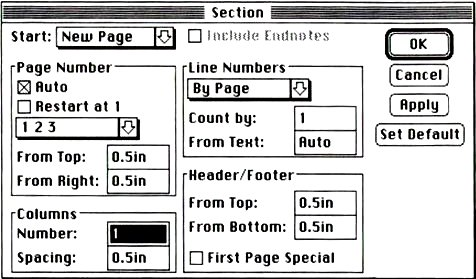 Section
Start: New Page
Include Endnotes
OK
Cancel
Apply
Set Default
Page Number
Auto
Restart at 1
1 2 3
From Top: 0.5in
From Right: 0.5in
Line Numbers
By Page
Count by: 1
From Text: Auto
Header/Footer
From Top: 0.5in
From Bottom: 0.5in
First Page Special
Columns
Number: 1
Spacing: 0.5in